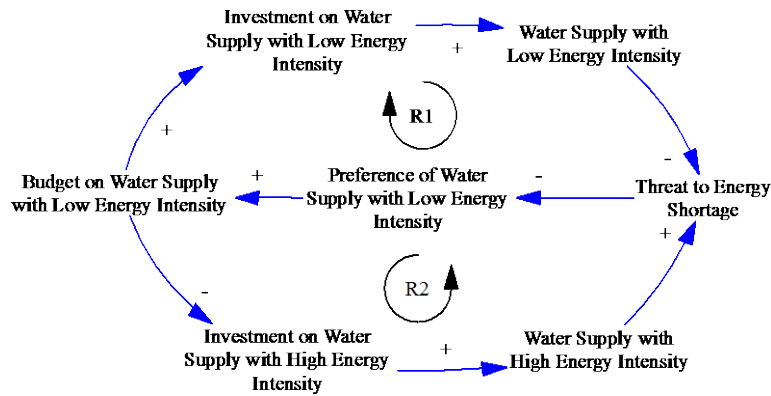 Investment on Water
Supply with Low Energy
Intensity
+
Water Supply with
Low Energy Intensity
R1
+
-
Budget on Water Supply
with Low Energy Intensity
+
Preference of Water
Supply with Low Energy
Intensity
-
Threat to Energy
Shortage
+
-
R2
Investment on Water
Supply with High Energy
Intensity
+
Water Supply with
High Energy Intensity